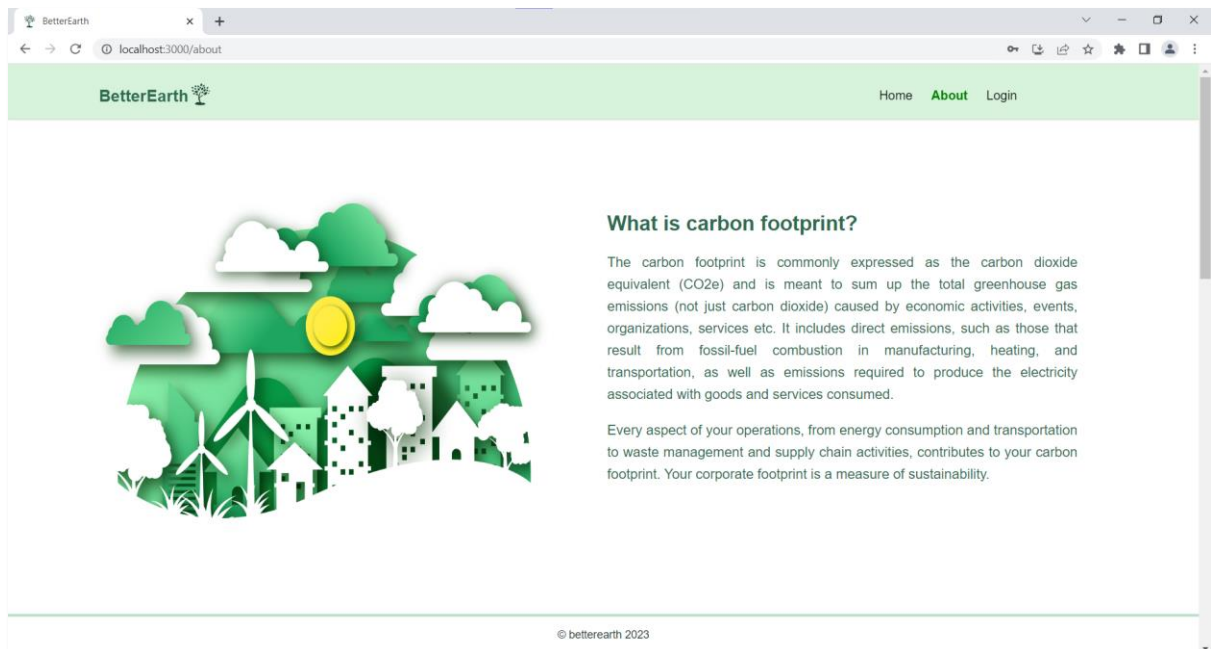 BetterEarth
localhost:3000/about
BetterEarth
Home About Login
What is carbon footprint?
The carbon footprint is commonly expressed as the carbon dioxide
equivalent (CO2e) and is meant to sum up the total greenhouse gas
emissions (not just carbon dioxide) caused by economic activities, events,
organizations, services etc. It includes direct emissions, such as those that
result from fossil-fuel combustion in manufacturing, heating, and
transportation, as well as emissions required to produce the electricity
associated with goods and services consumed.
Every aspect of your operations, from energy consumption and transportation
to waste management and supply chain activities, contributes to your carbon
footprint. Your corporate footprint is a measure of sustainability.
© betterearth 2023